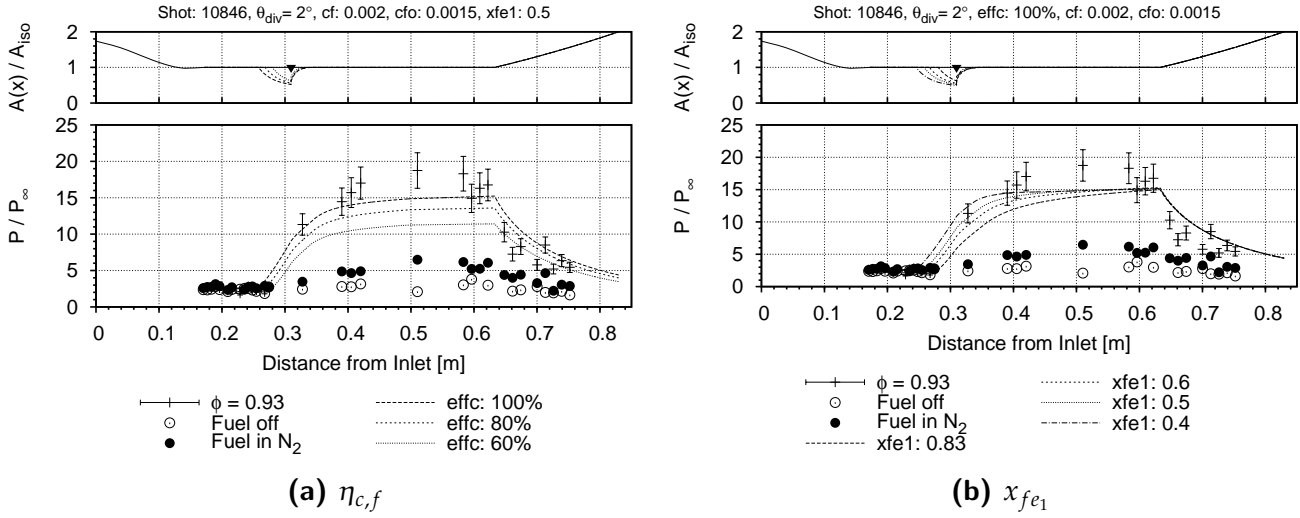 Shot: 10846, θdiv= 2°, cf: 0.002, cfo: 0.0015, xfe1: 0.5
A(x) / Aiso
2
1
0
P / P∞
25
20
15
10
5
0
0 0.1 0.2 0.3 0.4 0.5 0.6 0.7 0.8
Distance from Inlet [m]
ϕ = 0.93
Fuel off
Fuel in N2
effc: 100%
effc: 80%
effc: 60%
(a) ηc,f
Shot: 10846, θdiv= 2°, effc: 100%, cf: 0.002, cfo: 0.0015
A(x) / Aiso
2
1
0
P / P∞
25
20
15
10
5
0
0 0.1 0.2 0.3 0.4 0.5 0.6 0.7 0.8
Distance from Inlet [m]
ϕ = 0.93
Fuel off
Fuel in N2
xfe1: 0.83
xfe1: 0.6
xfe1: 0.5
xfe1: 0.4
(b) xfe1